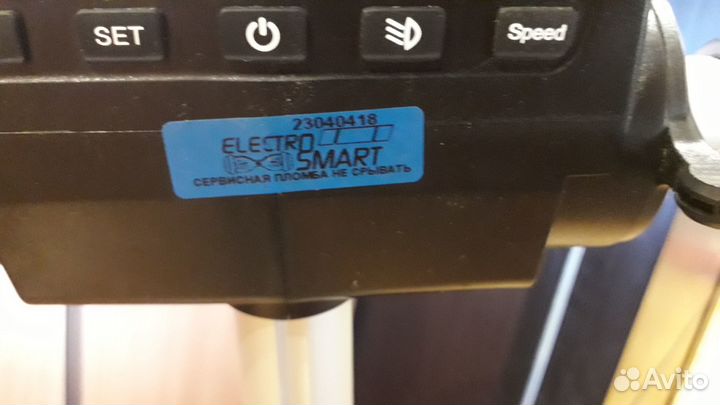 SET
Speed
23040418
ELECTRO
SMART
СЕРВИСНАЯ ПЛОМБА НЕ СРЫВАТЬ
Avito